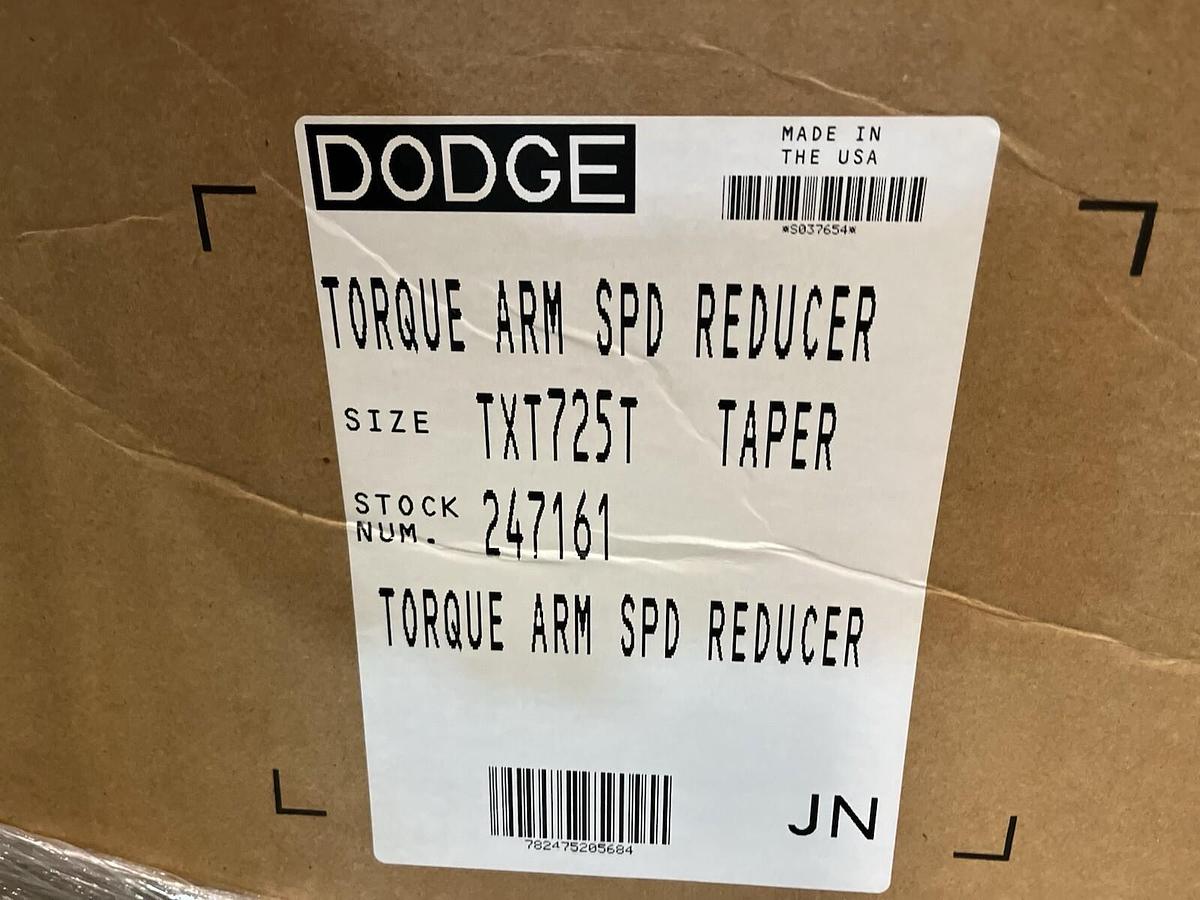 DODGE
MADE IN
THE USA
*S037654*
TORQUE ARM SPD REDUCER
SIZE TXT725T TAPER
STOCK
NUM. 247161
TORQUE ARM SPD REDUCER
782475205684
JN